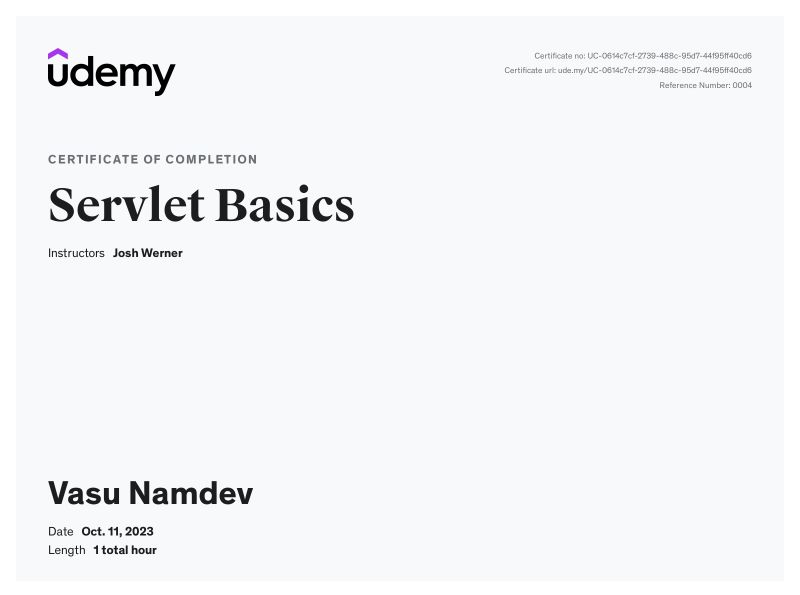 udemy
Certificate no: UC-0614c7cf-2739-488c-95d7-44f95ff40cd6
Certificate url: ude.my/UC-0614c7cf-2739-488c-95d7-44f95ff40cd6
Reference Number: 0004
CERTIFICATE OF COMPLETION
Servlet Basics
Instructors Josh Werner
Vasu Namdev
Date Oct. 11, 2023
Length 1 total hour